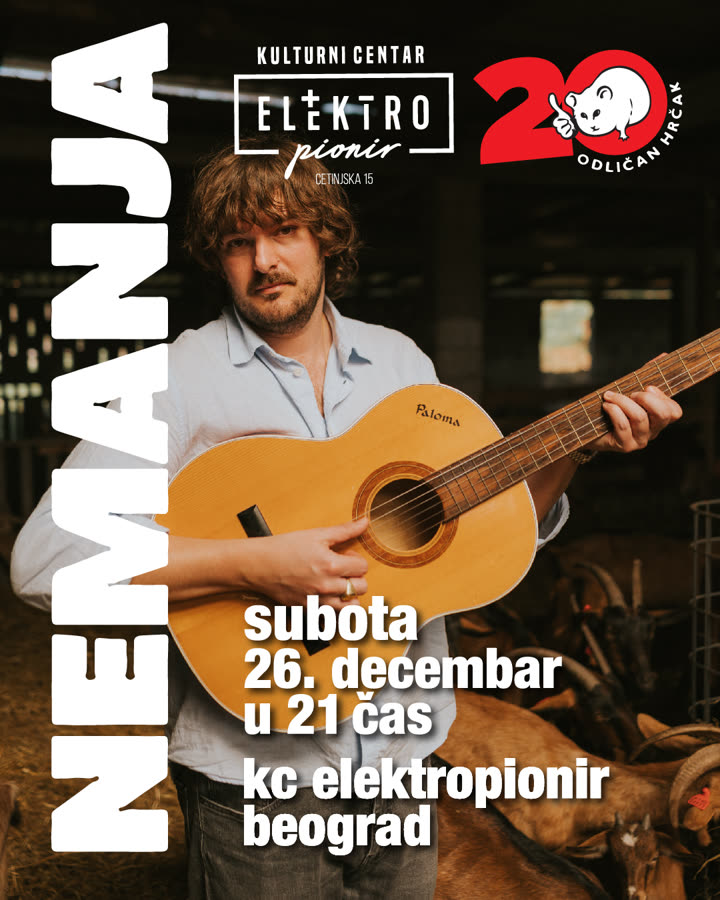 NEMANJA
KULTURNI CENTAR
ELEKTRO
pionir
CETINJSKA 15
20
ODLIČAN HRČAK
Paloma
subota
26. decembar
u 21 čas
kc elektropionir
beograd